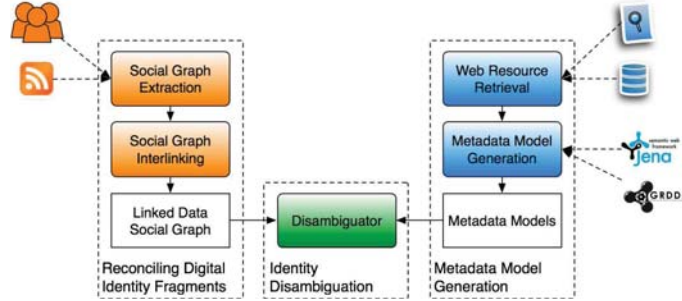 Social Graph
Extraction
Social Graph
Interlinking
Linked Data
Social Graph
Reconciling Digital
Identity Fragments
Disambiguator
Identity
Disambiguation
Web Resource
Retrieval
Metadata Model
Generation
Metadata Models
Metadata Model
Generation
semantic web
framework
jena
GRDD